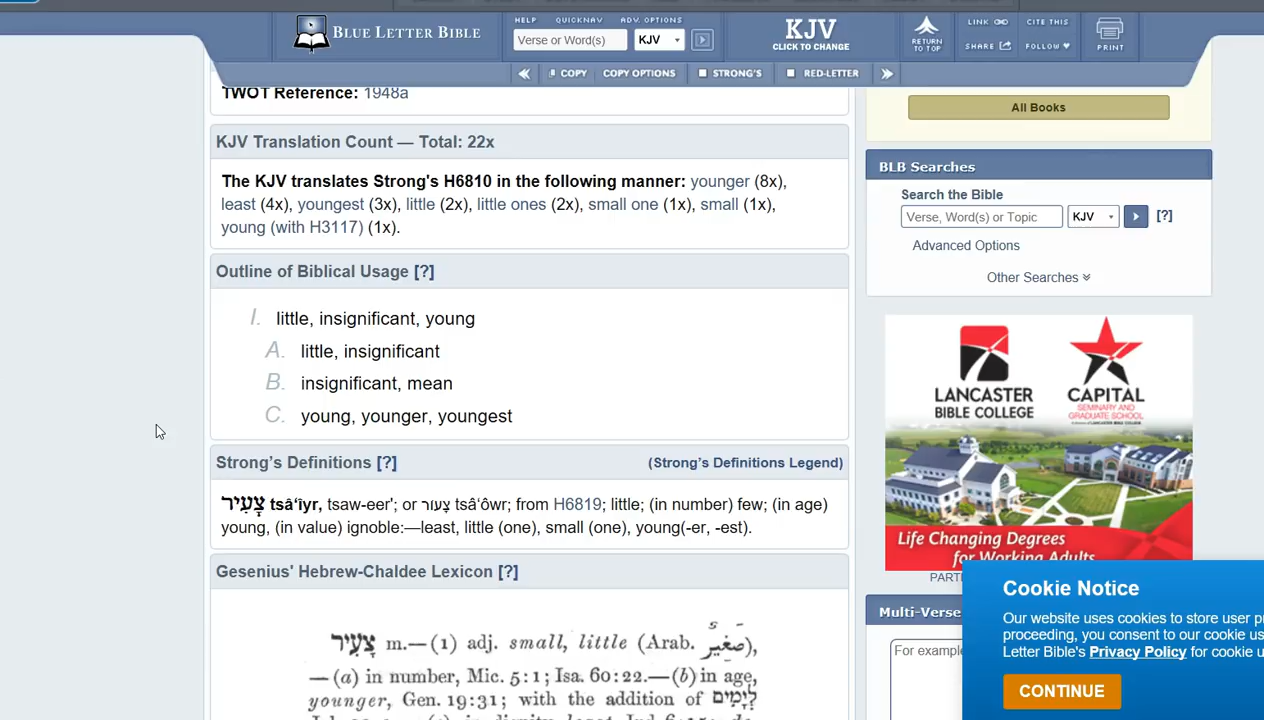 BLUE LETTER BIBLE
HELP QUICKNAV ADV. OPTIONS
Verse or Word(s) KJV
KJV
CLICK TO CHANGE
RETURN
TO TOP
LINK CITE THIS
SHARE FOLLOW
PRINT
COPY COPY OPTIONS STRONG'S RED-LETTER
TWOT Reference: 1948a
KJV Translation Count — Total: 22x
The KJV translates Strong's H6810 in the following manner: younger (8x),
least (4x), youngest (3x), little (2x), little ones (2x), small one (1x), small (1x),
young (with H3117) (1x).
Outline of Biblical Usage [?]
I. little, insignificant, young
A. little, insignificant
B. insignificant, mean
C. young, younger, youngest
Strong's Definitions [?] (Strong's Definitions Legend)
צָעִיר tsâʻîyr, tsaw-eer'; or צָעוֹר tsâʻôwr; from H6819; little; (in number) few; (in age)
young, (in value) ignoble:—least, little (one), small (one), young(-er, -est).
Gesenius' Hebrew-Chaldee Lexicon [?]
צָעִיר m.—(1) adj. small, little (Arab. صَغِير),
—(a) in number, Mic. 5:1; Isa. 60:22.—(b) in age,
younger, Gen. 19:31; with the addition of לְיָמִים
All Books
BLB Searches
Search the Bible
Verse, Word(s) or Topic KJV [?]
Advanced Options
Other Searches
LANCASTER
BIBLE COLLEGE
CAPITAL
SEMINARY AND
GRADUATE SCHOOL
Life Changing Degrees
for Working Adults
PART
Multi-Verse
For example
Cookie Notice
Our website uses cookies to store user p
proceeding, you consent to our cookie us
Letter Bible's Privacy Policy for cookie u
CONTINUE